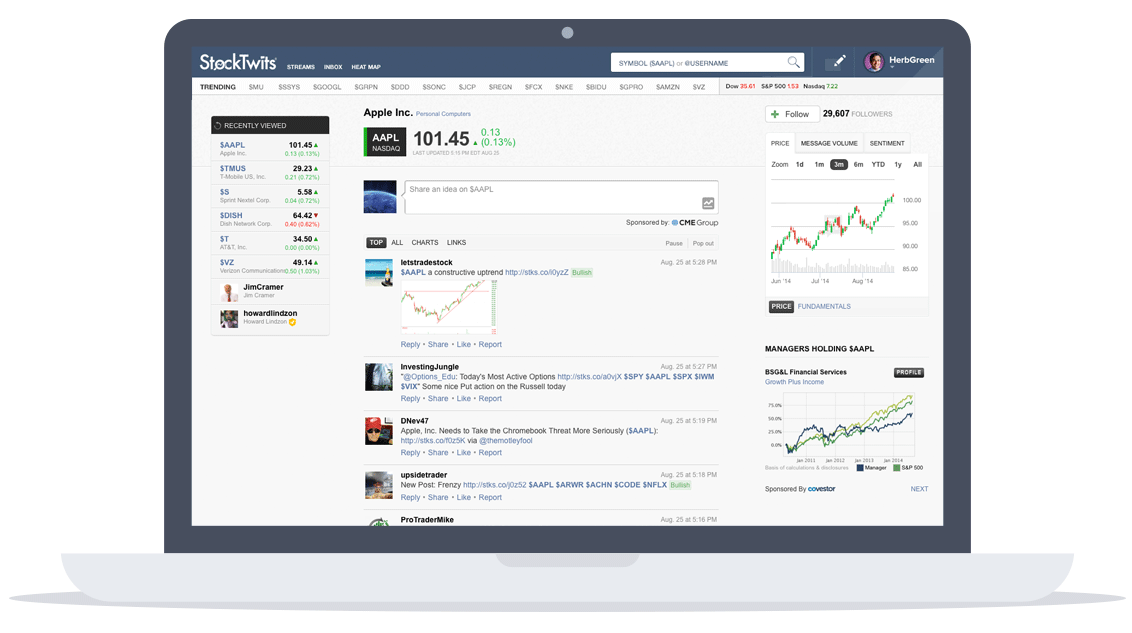 StockTwits STREAMS INBOX HEAT MAP
SYMBOL ($AAPL) or @USERNAME
HerbGreen
TRENDING $MU $SSYS $GOOGL $GRPN $DDD $SONC $JCP $REGN $FCX $NKE $BIDU $GPRO $AMZN $VZ
Dow 35.61 S&P 500 1.53 Nasdaq 7.22
RECENTLY VIEWED
$AAPL 101.45
Apple Inc. 0.13 (0.13%)
$TMUS 29.23
T-Mobile US, Inc. 0.21 (0.72%)
$S 5.58
Sprint Nextel Corp. 0.04 (0.72%)
$DISH 64.42
Dish Network Corp. 0.40 (0.62%)
$T 34.50
AT&T, Inc. 0.00 (0.00%)
$VZ 49.14
Verizon Communications 0.50 (1.03%)
JimCramer
Jim Cramer
howardlindzon
Howard Lindzon
Apple Inc. Personal Computers
AAPL
NASDAQ
101.45
0.13
(0.13%)
LAST UPDATED 5:15 PM EDT AUG 25
Share an idea on $AAPL
Sponsored by: CME Group
TOP ALL CHARTS LINKS
Pause Pop out
letstradestock Aug. 25 at 5:28 PM
$AAPL a constructive uptrend http://stks.co/i0yzZ Bullish
Reply • Share • Like • Report
InvestingJungle Aug. 25 at 5:27 PM
"@Options_Edu: Today's Most Active Options http://stks.co/a0vjX $SPY $AAPL $SPX $IWM
$VIX" Some nice Put action on the Russell today
Reply • Share • Like • Report
DNev47 Aug. 25 at 5:19 PM
Apple, Inc. Needs to Take the Chromebook Threat More Seriously ($AAPL):
http://stks.co/f0z5K via @themotleyfool
Reply • Share • Like • Report
upsidetrader Aug. 25 at 5:18 PM
New Post: Frenzy http://stks.co/j0z52 $AAPL $ARWR $ACHN $CODE $NFLX Bullish
Reply • Share • Like • Report
ProTraderMike Aug. 25 at 5:16 PM
Follow 29,607 FOLLOWERS
PRICE MESSAGE VOLUME SENTIMENT
Zoom 1d 1m 3m 6m YTD 1y All
100.00
95.00
90.00
85.00
Jun '14 Jul '14 Aug '14
PRICE FUNDAMENTALS
MANAGERS HOLDING $AAPL
BSG&L Financial Services PROFILE
Growth Plus Income
75.0%
50.0%
25.0%
0.0%
Jan 2011 Jan 2012 Jan 2013 Jan 2014
Basis of calculations & disclosures Manager S&P 500
Sponsored By covestor NEXT